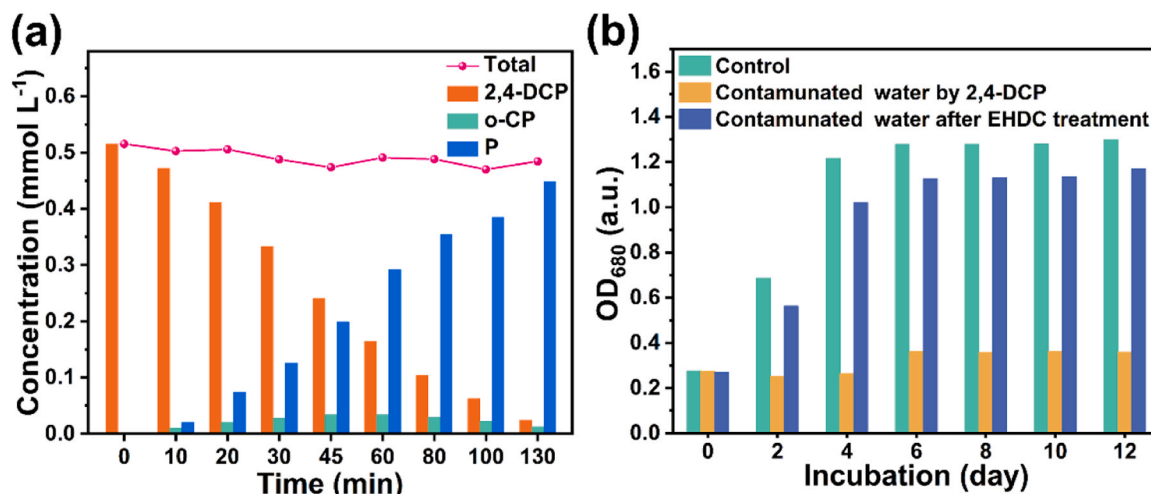 (a)
Total
2,4-DCP
o-CP
P
0.6
0.5
0.4
0.3
0.2
0.1
0.0
Concentration (mmol L-1)
0 10 20 30 45 60 80 100 130
Time (min)
(b)
Control
Contamunated water by 2,4-DCP
Contamunated water after EHDC treatment
1.6
1.4
1.2
1.0
0.8
0.6
0.4
0.2
0.0
OD680 (a.u.)
0 2 4 6 8 10 12
Incubation (day)